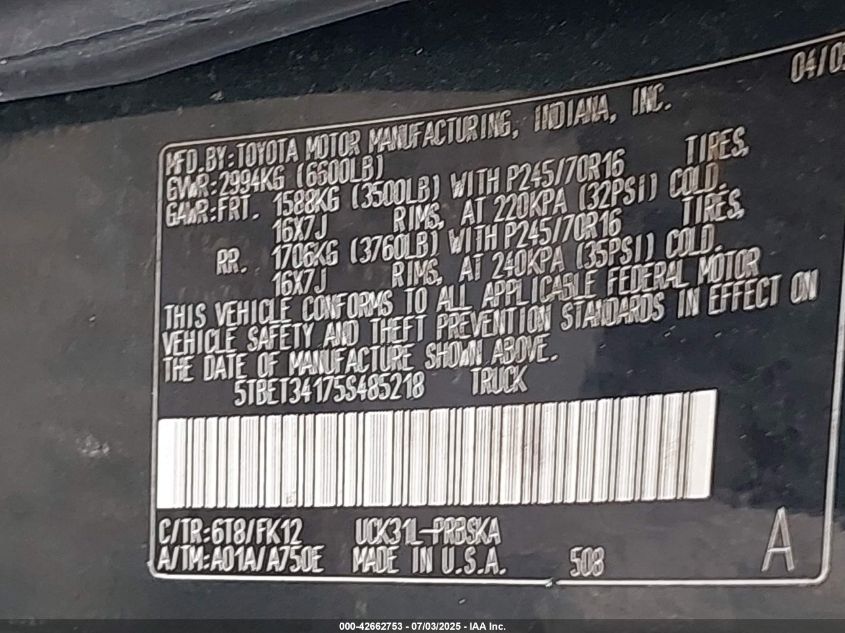 04/05
MFD. BY: TOYOTA MOTOR MANUFACTURING, INDIANA, INC.
GVWR: 2994KG (6600LB)
GAWR: FRT. 1588KG (3500LB) WITH P245/70R16 TIRES,
16X7J RIMS, AT 220KPA (32PSI) COLD.
RR. 1706KG (3760LB) WITH P245/70R16 TIRES,
16X7J RIMS, AT 240KPA (35PSI) COLD.
THIS VEHICLE CONFORMS TO ALL APPLICABLE FEDERAL MOTOR
VEHICLE SAFETY AND THEFT PREVENTION STANDARDS IN EFFECT ON
THE DATE OF MANUFACTURE SHOWN ABOVE.
5TBET34175S485218 TRUCK
C/TR: 6T8/FK12 UCK31L-PRBSKA
A/TM: A01A/A750E MADE IN U.S.A. 508 A
000-42662753 - 07/03/2025 - IAA Inc.